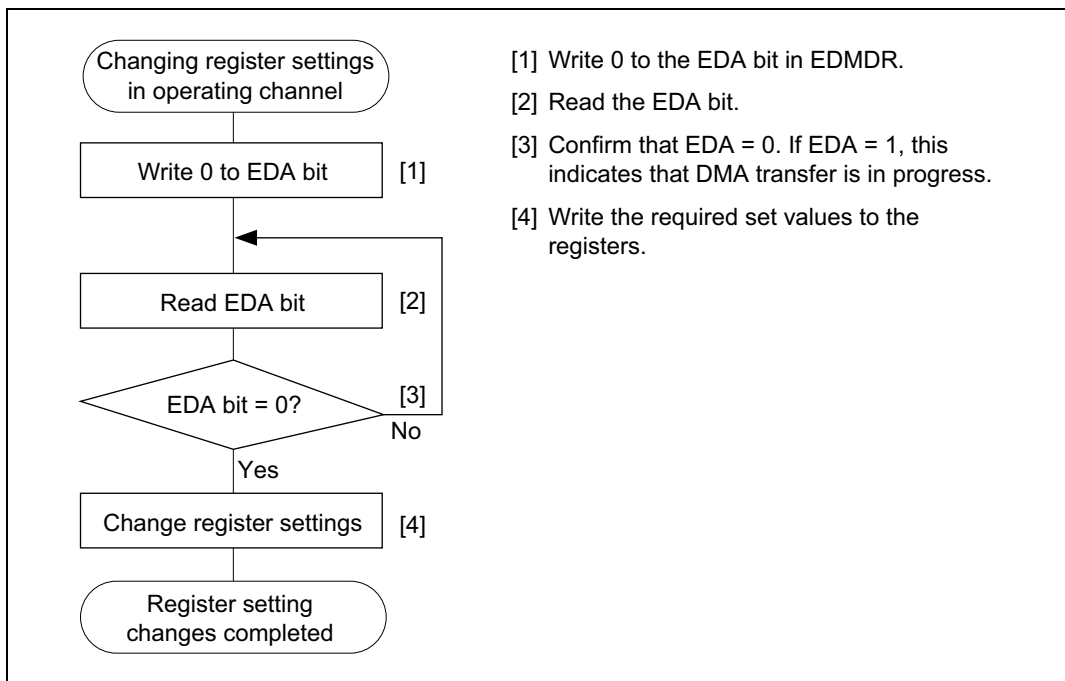 Changing register settings
in operating channel
Write 0 to EDA bit
[1]
Read EDA bit
[2]
EDA bit = 0?
[3]
No
Yes
Change register settings
[4]
Register setting
changes completed
[1] Write 0 to the EDA bit in EDMDR.
[2] Read the EDA bit.
[3] Confirm that EDA = 0. If EDA = 1, this
indicates that DMA transfer is in progress.
[4] Write the required set values to the
registers.